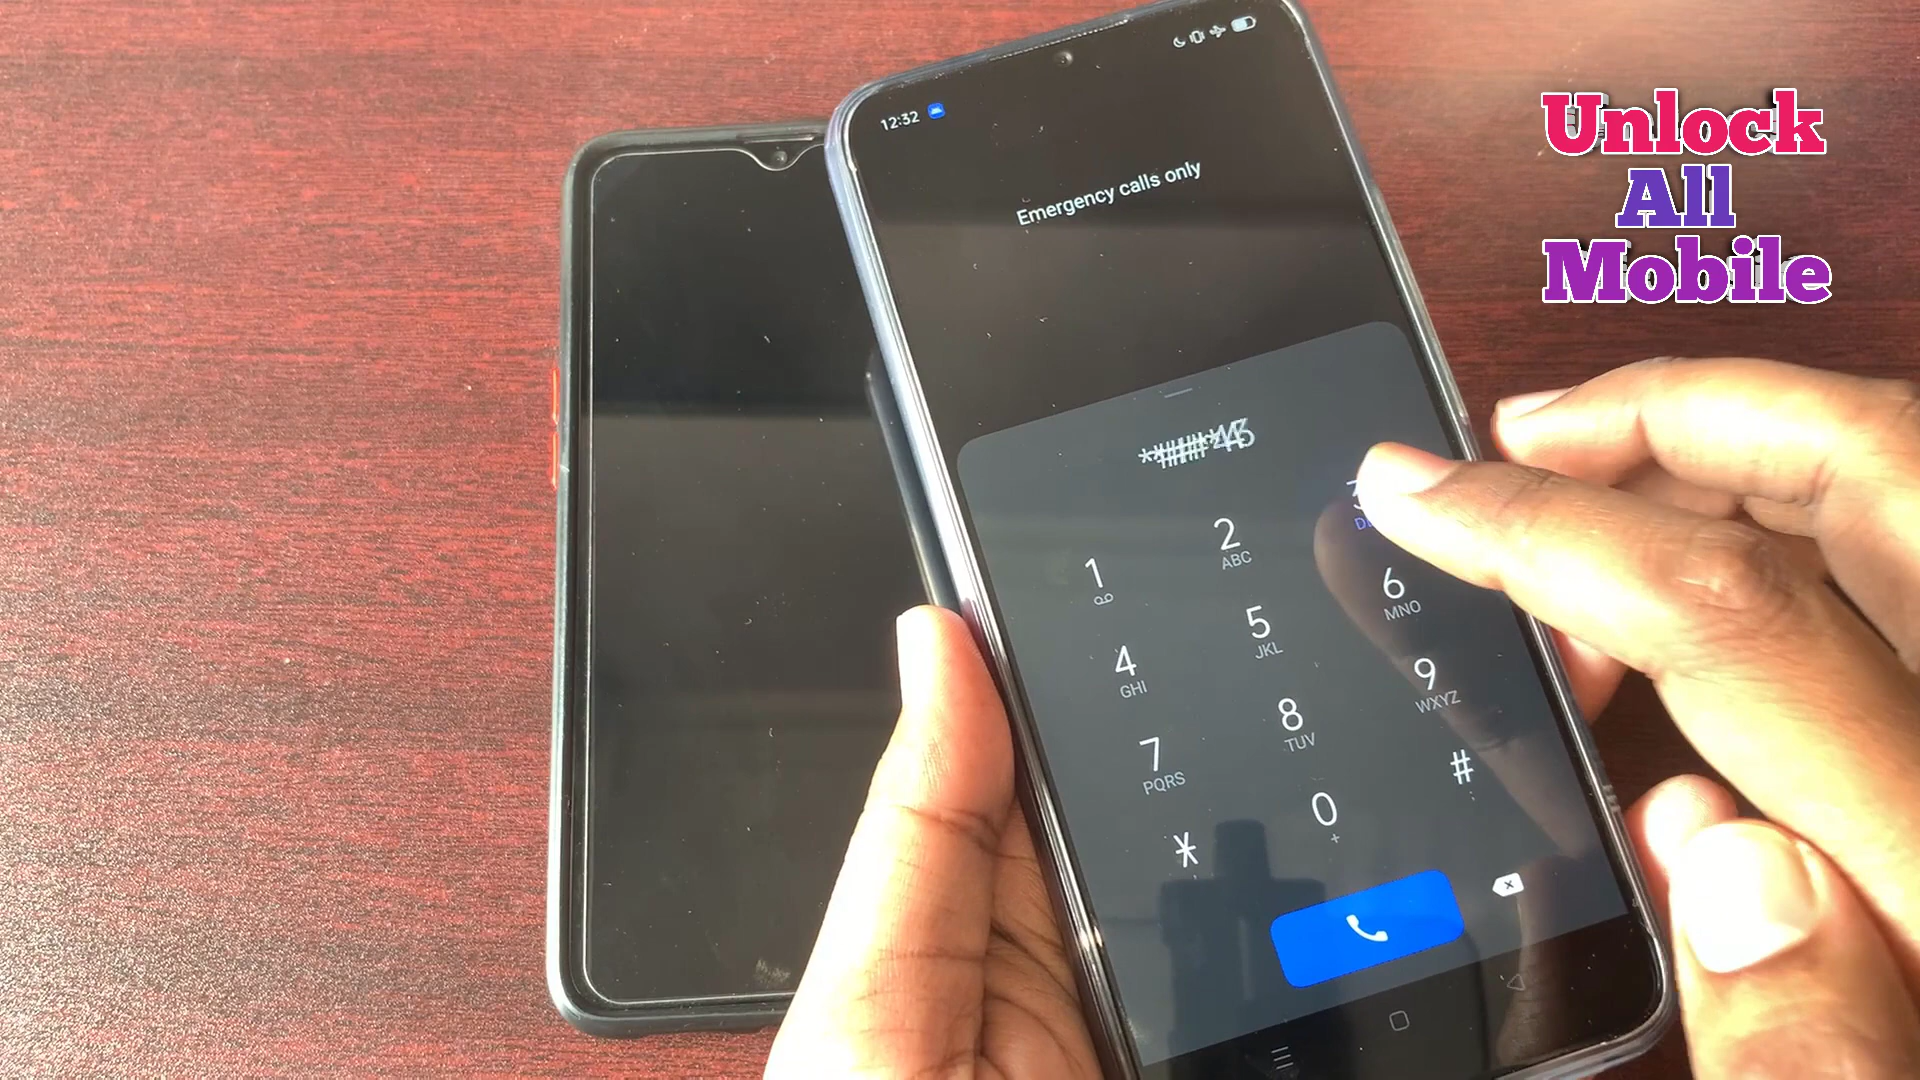 12:32
Emergency calls only
Unlock
All
Mobile
1
2
ABC
4
GHI
5
JKL
6
MNO
7
PQRS
8
TUV
9
WXYZ
*
0
+
#